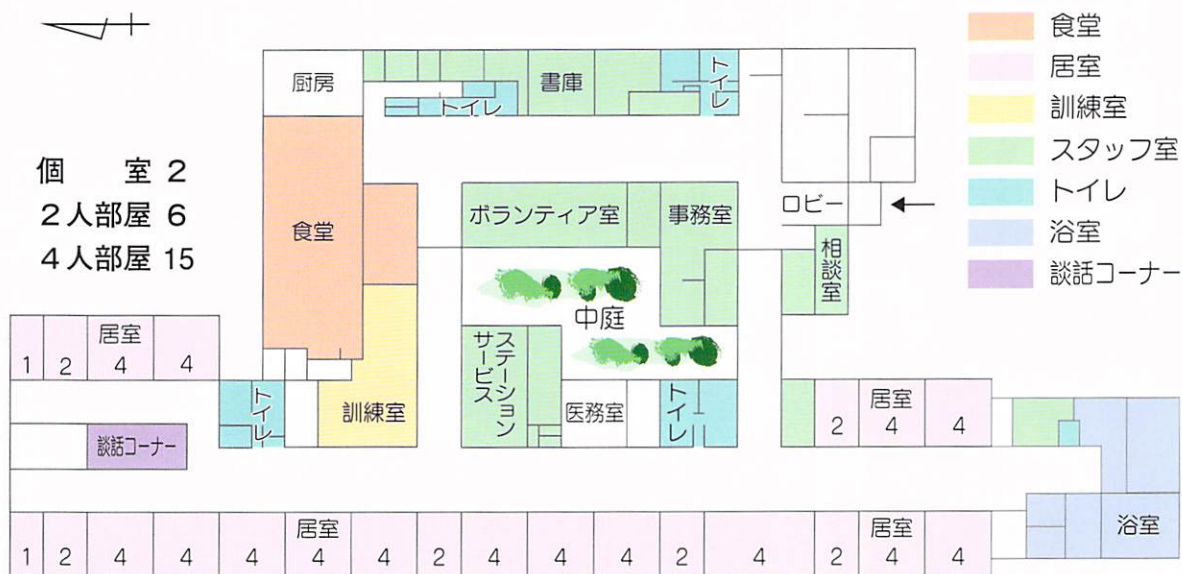 厨房
トイレ
書庫
トイレ
食堂
居室
訓練室
スタッフ室
トイレ
浴室
談話コーナー
個室 2
2人部屋 6
4人部屋 15
食堂
ボランティア室
事務室
ロビー
相談室
中庭
居室
1 2 4 4
サービス
ステーション
トイレ
訓練室
医務室
トイレ
居室
2 4 4
談話コーナー
居室
居室
1 2 4 4 4 4 4 2 4 4 4 2 4 2 4 4
浴室